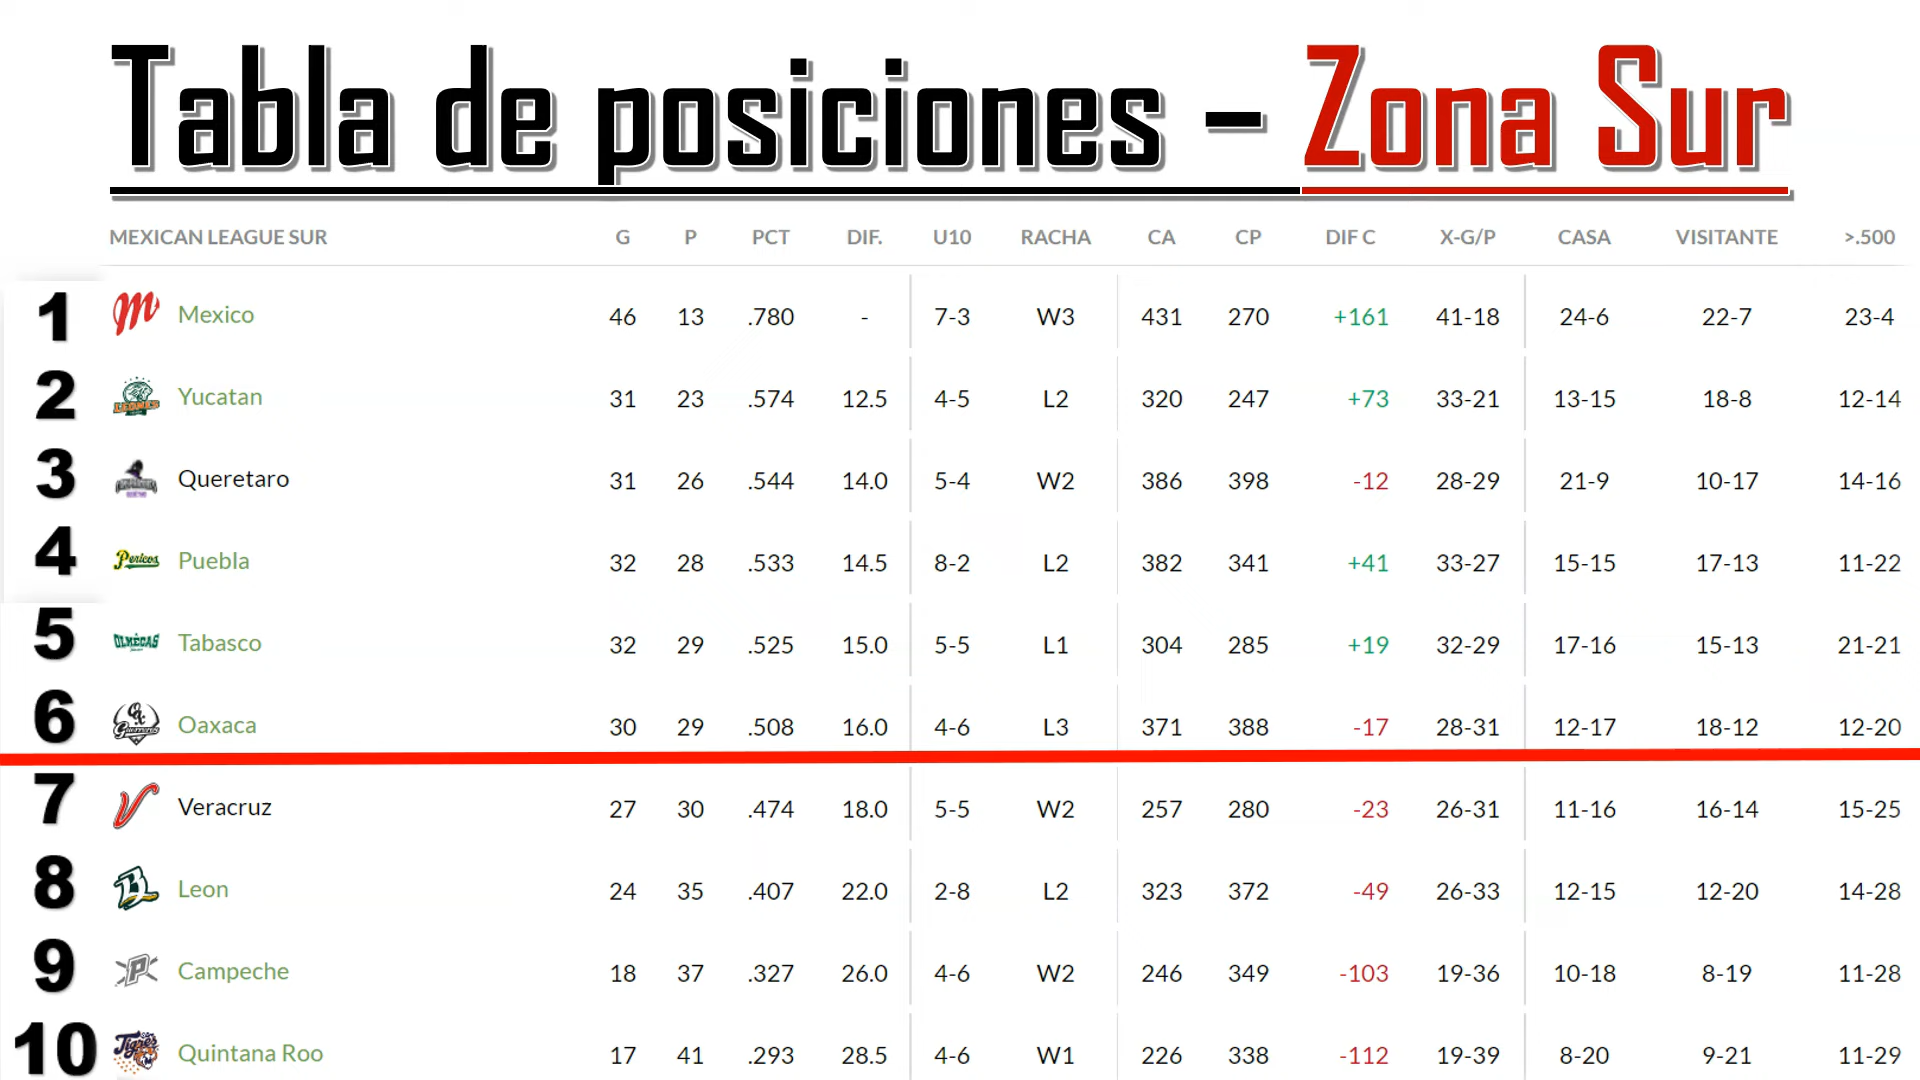 Tabla de posiciones – Zona Sur
MEXICAN LEAGUE SUR G P PCT DIF. U10 RACHA CA CP DIF C X-G/P CASA VISITANTE >.500
1 Mexico 46 13 .780 - 7-3 W3 431 270 +161 41-18 24-6 22-7 23-4
2 LEONES Yucatan 31 23 .574 12.5 4-5 L2 320 247 +73 33-21 13-15 18-8 12-14
3 Queretaro 31 26 .544 14.0 5-4 W2 386 398 -12 28-29 21-9 10-17 14-16
4 Pericos Puebla 32 28 .533 14.5 8-2 L2 382 341 +41 33-27 15-15 17-13 11-22
5 OLMECAS Tabasco 32 29 .525 15.0 5-5 L1 304 285 +19 32-29 17-16 15-13 21-21
6 Guerreros Oaxaca 30 29 .508 16.0 4-6 L3 371 388 -17 28-31 12-17 18-12 12-20
7 V Veracruz 27 30 .474 18.0 5-5 W2 257 280 -23 26-31 11-16 16-14 15-25
8 B Leon 24 35 .407 22.0 2-8 L2 323 372 -49 26-33 12-15 12-20 14-28
9 P Campeche 18 37 .327 26.0 4-6 W2 246 349 -103 19-36 10-18 8-19 11-28
10 Tigres Quintana Roo 17 41 .293 28.5 4-6 W1 226 338 -112 19-39 8-20 9-21 11-29